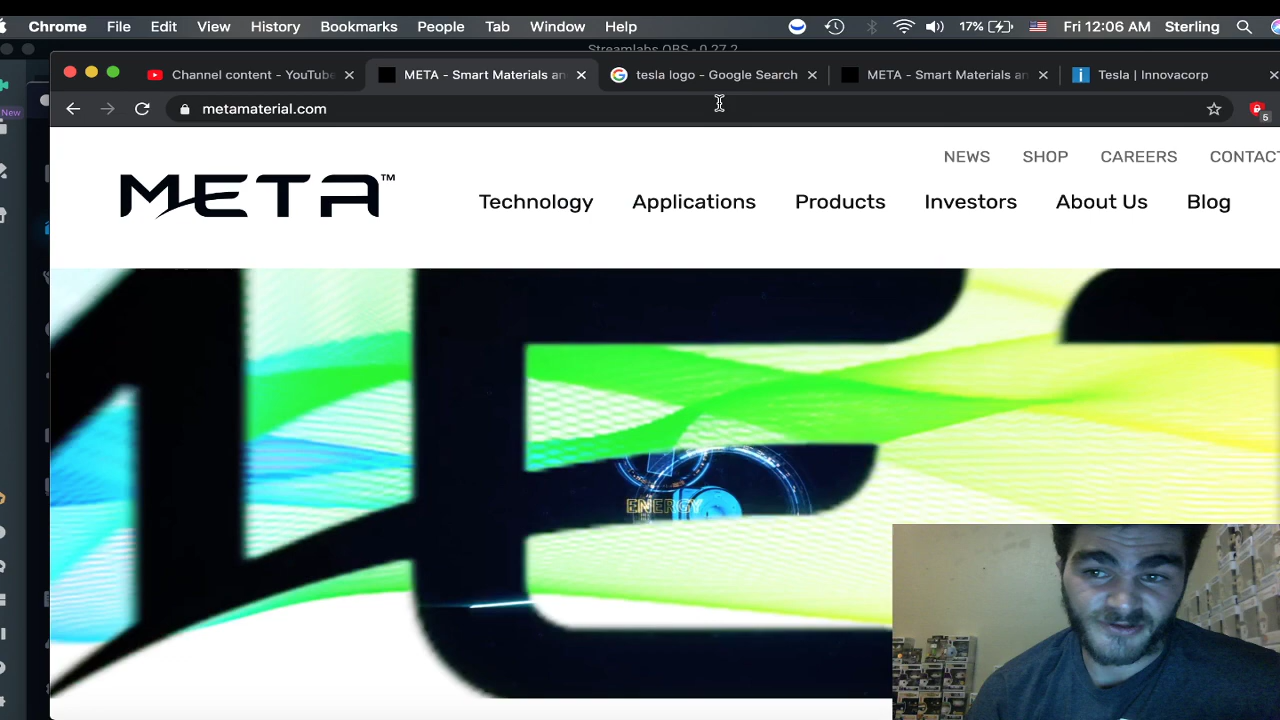 Chrome File Edit View History Bookmarks People Tab Window Help 17% Fri 12:06 AM Sterling
Streamlabs OBS - 0.27.2
Channel content - YouTube META - Smart Materials an tesla logo - Google Search META - Smart Materials an Tesla | Innovacorp
New
metamaterial.com 5
NEWS SHOP CAREERS CONTACT
META™ Technology Applications Products Investors About Us Blog
ENERGY